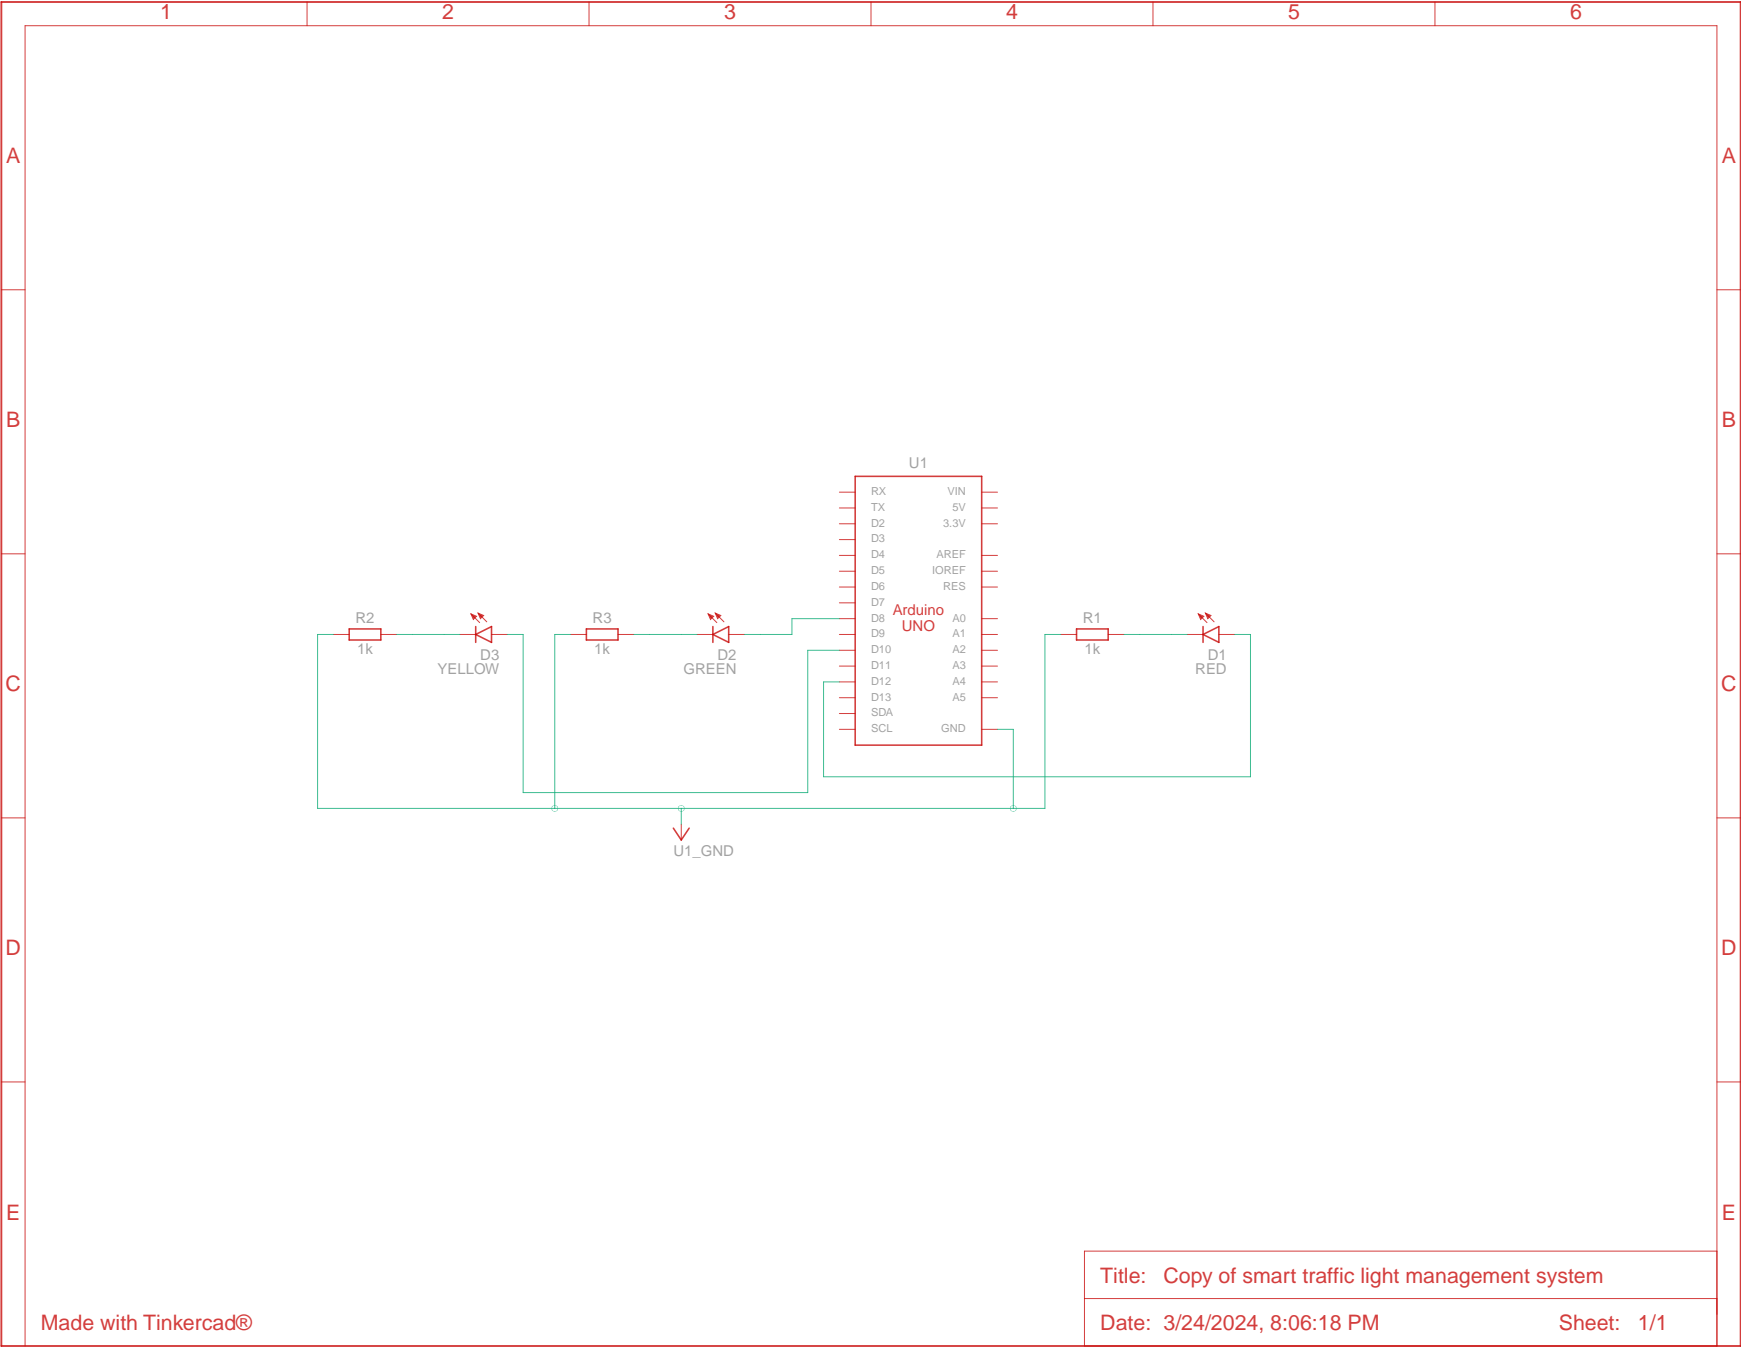 1 2 3 4 5 6
A A
B B
U1
RX VIN
TX 5V
D2 3.3V
D3
D4 AREF
D5 IOREF
D6 RES
D7
Arduino
UNO
D8 A0
D9 A1
D10 A2
D11 A3
D12 A4
D13 A5
SDA
SCL GND
R2
1k
D3
YELLOW
R3
1k
D2
GREEN
R1
1k
D1
RED
C C
U1_GND
D D
E E
Title: Copy of smart traffic light management system
Made with Tinkercad®
Date: 3/24/2024, 8:06:18 PM Sheet: 1/1